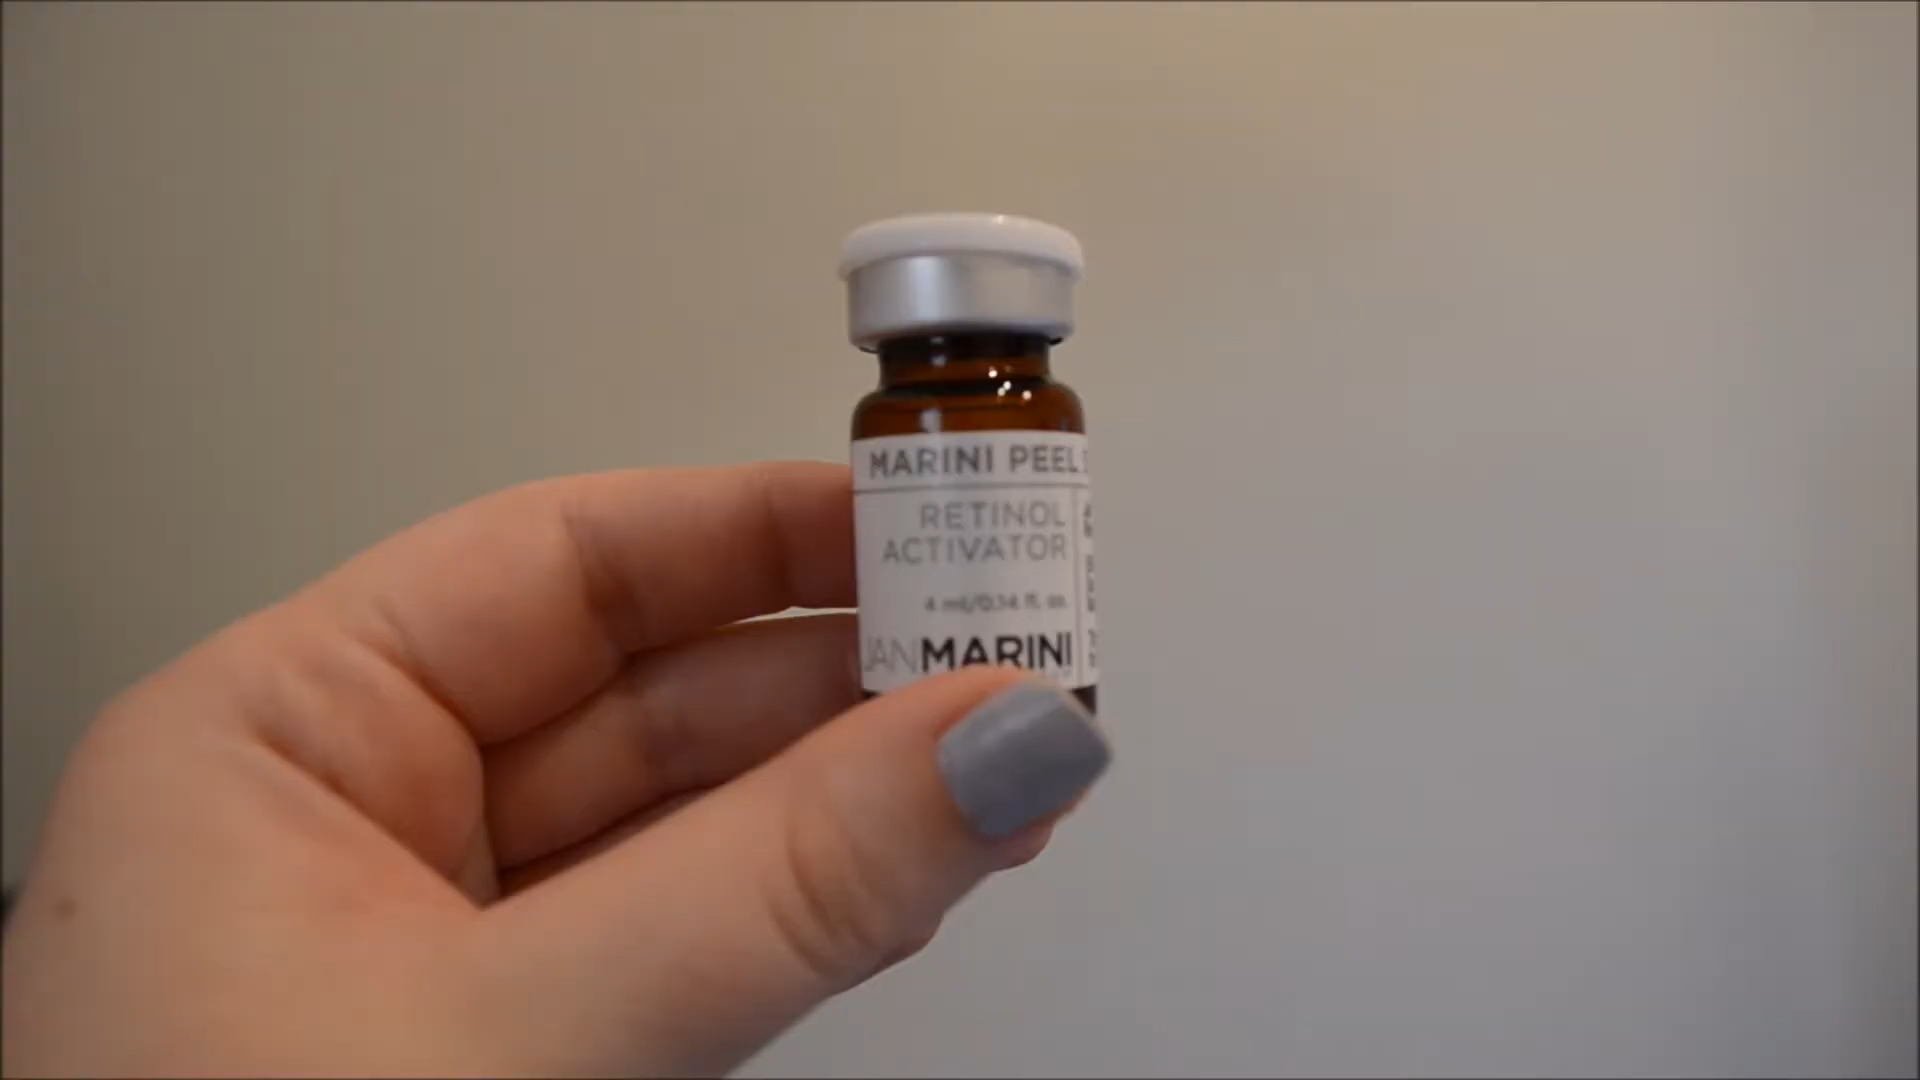 MARINI PEEL
RETINOL
ACTIVATOR
4 ml/0.14 fl. oz.
JANMARINI